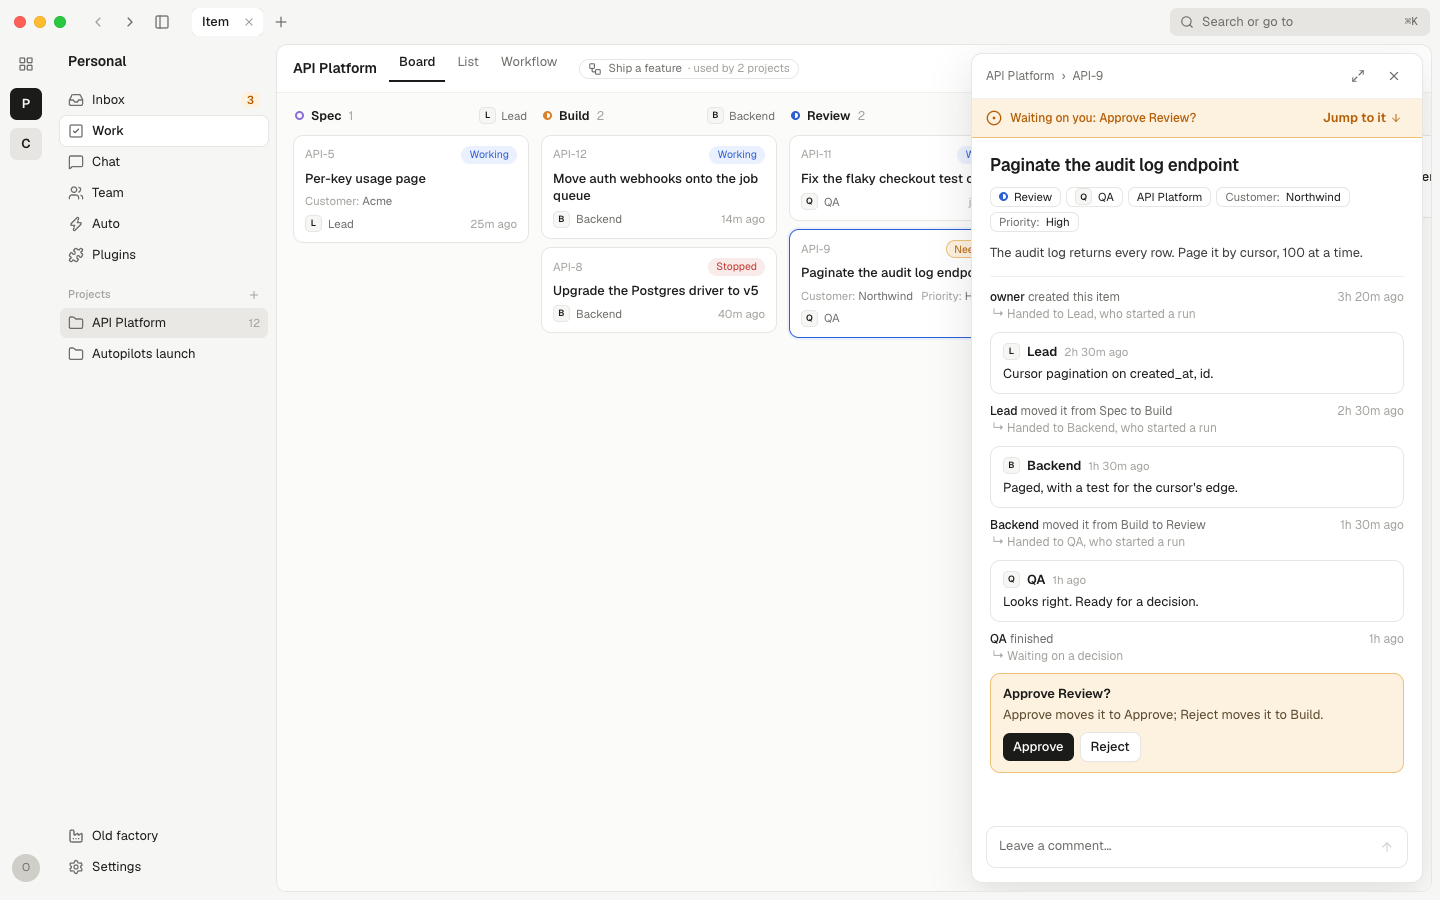 Item
Search or go to
⌘K
P
C
O
Personal
Inbox 3
Work
Chat
Team
Auto
Plugins
Projects
API Platform 12
Autopilots launch
Old factory
Settings
API Platform
Board
List
Workflow
Ship a feature · used by 2 projects
Spec 1
L Lead
API-5
Working
Per-key usage page
Customer: Acme
L Lead
25m ago
Build 2
B Backend
API-12
Working
Move auth webhooks onto the job
queue
B Backend
14m ago
API-8
Stopped
Upgrade the Postgres driver to v5
B Backend
40m ago
Review 2
API-11
Fix the flaky checkout test
Q QA
API-9
Nee
Paginate the audit log endpo
Customer: Northwind Priority: H
Q QA
API Platform › API-9
Waiting on you: Approve Review?
Jump to it ↓
Paginate the audit log endpoint
Review
Q QA
API Platform
Customer: Northwind
Priority: High
The audit log returns every row. Page it by cursor, 100 at a time.
owner created this item
3h 20m ago
Handed to Lead, who started a run
L Lead 2h 30m ago
Cursor pagination on created_at, id.
Lead moved it from Spec to Build
2h 30m ago
Handed to Backend, who started a run
B Backend 1h 30m ago
Paged, with a test for the cursor's edge.
Backend moved it from Build to Review
1h 30m ago
Handed to QA, who started a run
Q QA 1h ago
Looks right. Ready for a decision.
QA finished
1h ago
Waiting on a decision
Approve Review?
Approve moves it to Approve; Reject moves it to Build.
Approve
Reject
Leave a comment…